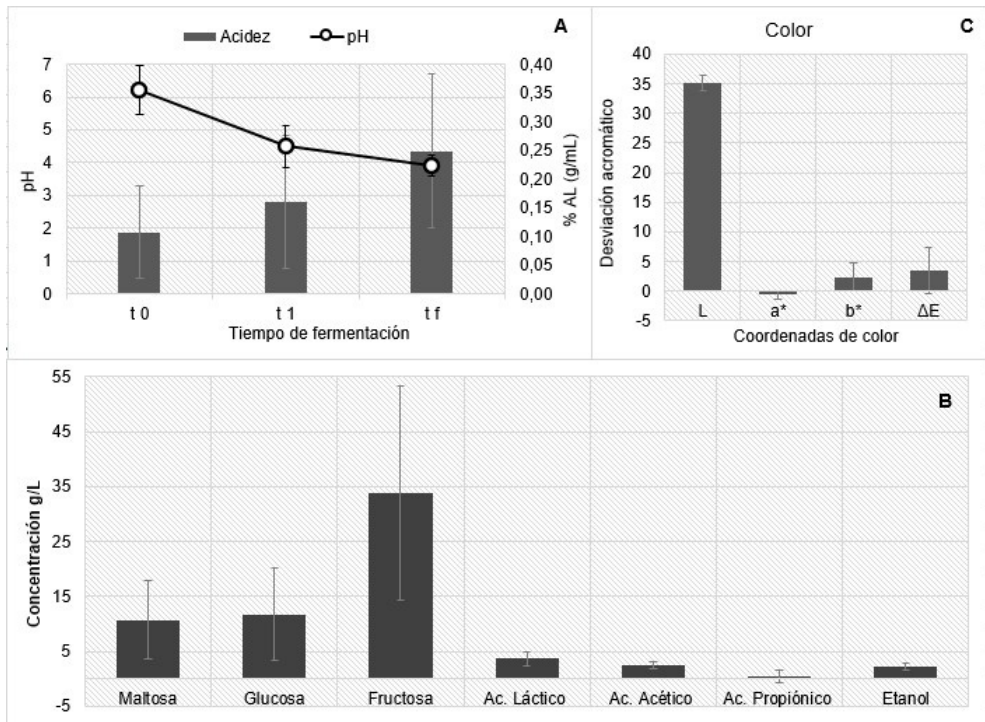 A
Acidez pH
7 0,40
6 0,35
5 0,30
4 0,25
3 0,20
2 0,15
1 0,10
0 0,05
0,00
pH
% AL (g/mL)
t 0 t 1 t f
Tiempo de fermentación
Color C
40
35
30
25
20
15
10
5
0
-5
Desviación acromático
L a* b* ΔE
Coordenadas de color
B
55
45
35
25
15
5
-5
Concentración g/L
Maltosa Glucosa Fructosa Ac. Láctico Ac. Acético Ac. Propiónico Etanol